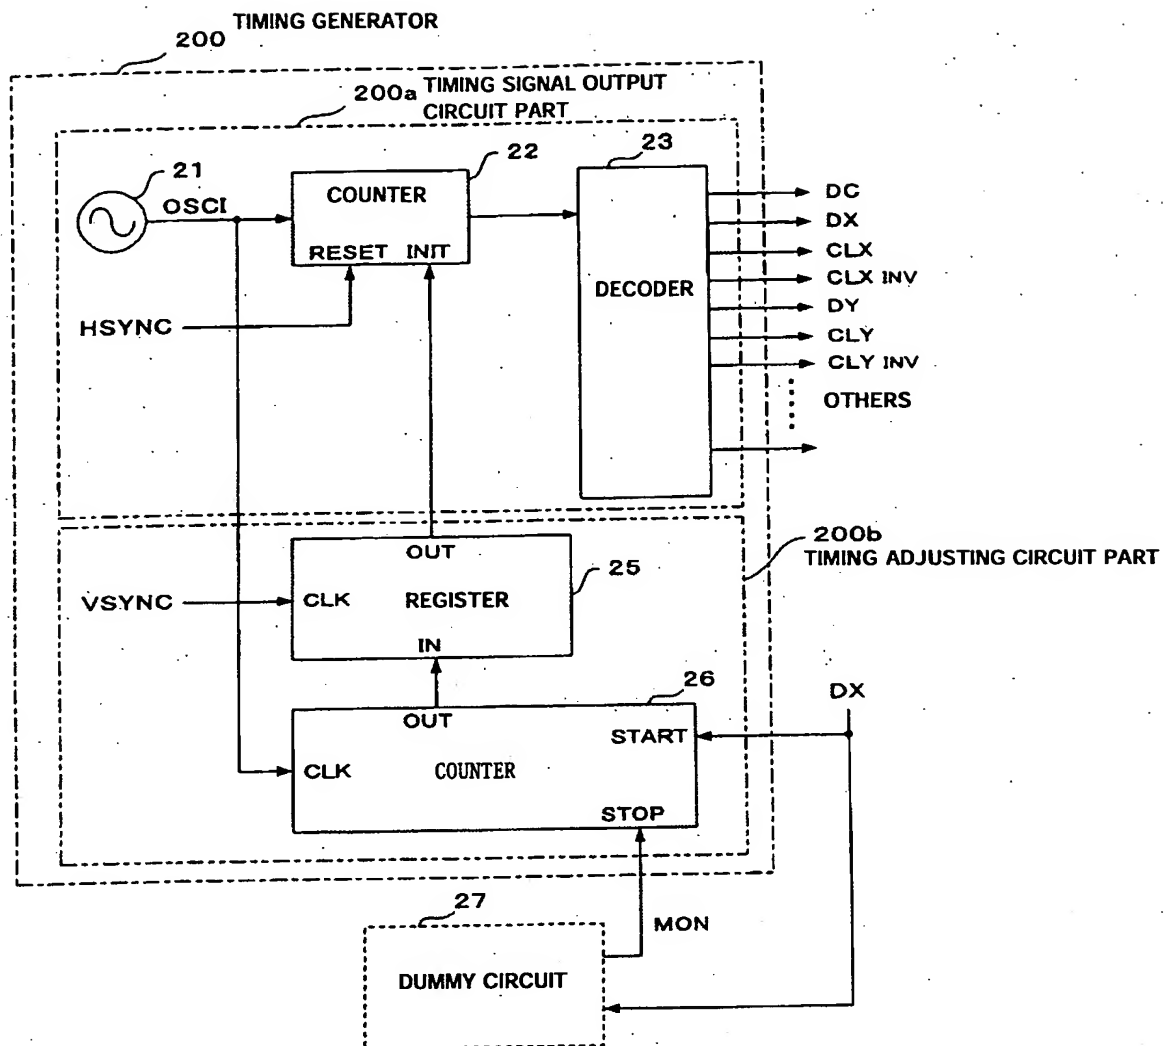 TIMING GENERATOR
200
200a TIMING SIGNAL OUTPUT
CIRCUIT PART
21
OSCI
22
COUNTER
RESET INIT
23
DECODER
DC
DX
CLX
CLX INV
DY
CLY
CLY INV
OTHERS
HSYNC
200b
TIMING ADJUSTING CIRCUIT PART
OUT
25
VSYNC
CLK
REGISTER
IN
26
DX
OUT
START
CLK
COUNTER
STOP
27
MON
DUMMY CIRCUIT